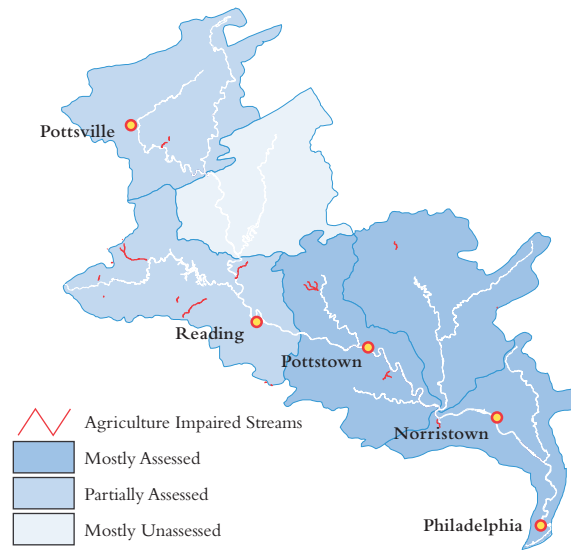 Pottsville
Reading
Pottstown
Norristown
Philadelphia
Agriculture Impaired Streams
Mostly Assessed
Partially Assessed
Mostly Unassessed